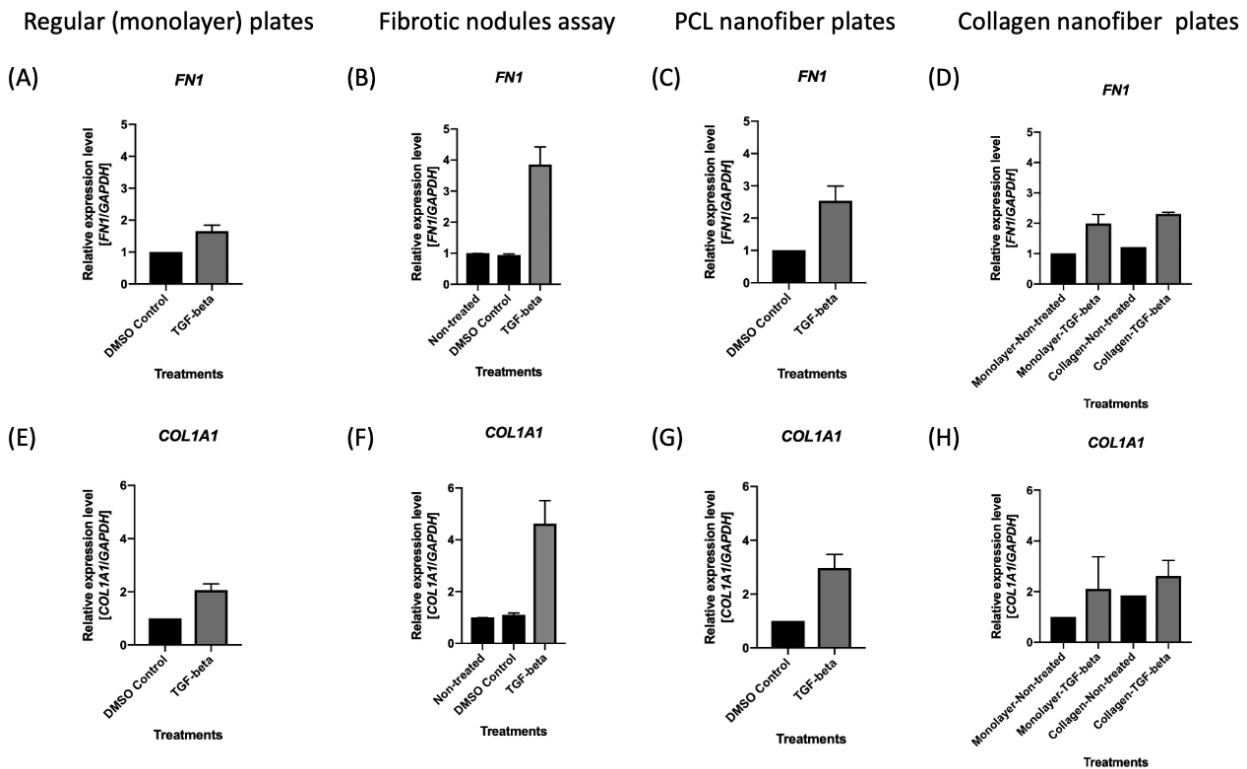 Regular (monolayer) plates
Fibrotic nodules assay
PCL nanofiber plates
Collagen nanofiber plates
(A)
FN1
Relative expression level
[FN1/GAPDH]
5
4
3
2
1
0
DMSO Control
TGF-beta
Treatments
(B)
FN1
Relative expression level
[FN1/GAPDH]
5
4
3
2
1
0
Non-treated
DMSO Control
TGF-beta
Treatments
(C)
FN1
Relative expression level
[FN1/GAPDH]
5
4
3
2
1
0
DMSO Control
TGF-beta
Treatments
(D)
FN1
Relative expression level
[FN1/GAPDH]
5
4
3
2
1
0
Monolayer-Non-treated
Monolayer-TGF-beta
Collagen-Non-treated
Collagen-TGF-beta
Treatments
(E)
COL1A1
Relative expression level
[COL1A1/GAPDH]
6
4
2
0
DMSO Control
TGF-beta
Treatments
(F)
COL1A1
Relative expression level
[COL1A1/GAPDH]
6
4
2
0
Non-treated
DMSO Control
TGF-beta
Treatments
(G)
COL1A1
Relative expression level
[COL1A1/GAPDH]
6
4
2
0
DMSO Control
TGF-beta
Treatments
(H)
COL1A1
Relative expression level
[COL1A1/GAPDH]
6
4
2
0
Monolayer-Non-treated
Monolayer-TGF-beta
Collagen-Non-treated
Collagen-TGF-beta
Treatments